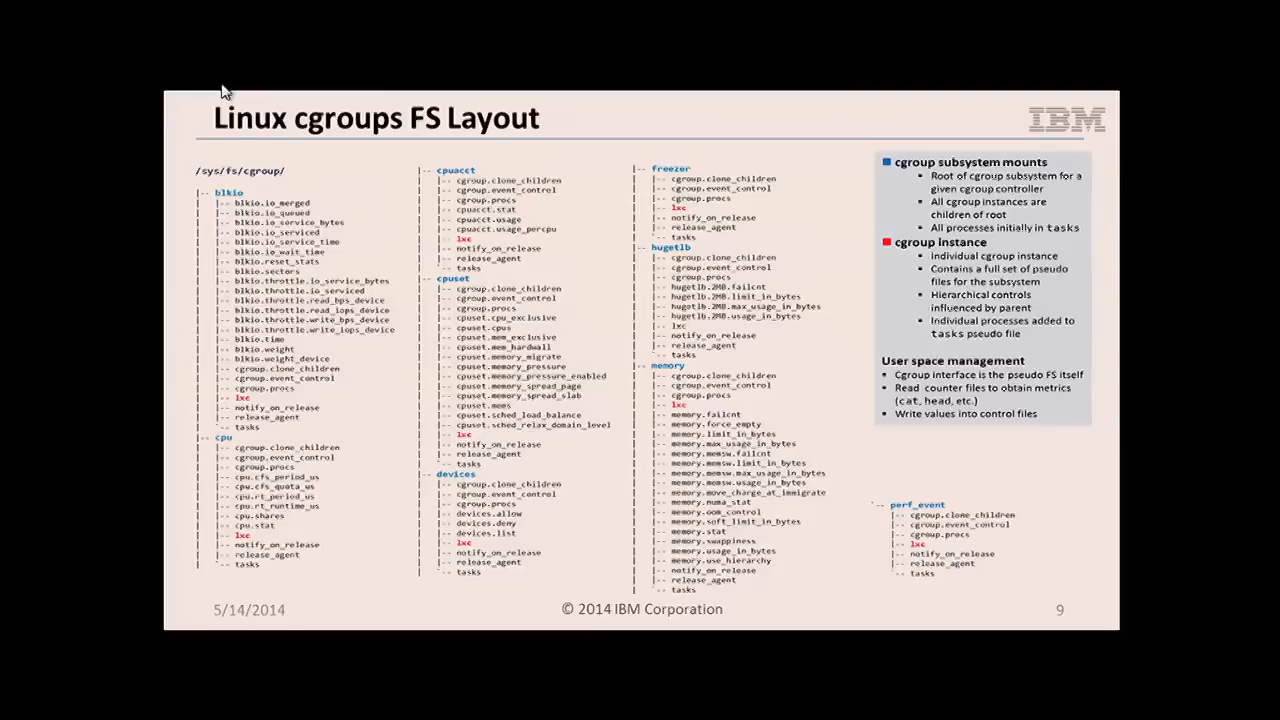 Linux cgroups FS Layout
IBM
/sys/fs/cgroup/
|-- blkio
|   |-- blkio.io_merged
|   |-- blkio.io_queued
|   |-- blkio.io_service_bytes
|   |-- blkio.io_serviced
|   |-- blkio.io_service_time
|   |-- blkio.io_wait_time
|   |-- blkio.reset_stats
|   |-- blkio.sectors
|   |-- blkio.throttle.io_service_bytes
|   |-- blkio.throttle.io_serviced
|   |-- blkio.throttle.read_bps_device
|   |-- blkio.throttle.read_iops_device
|   |-- blkio.throttle.write_bps_device
|   |-- blkio.throttle.write_iops_device
|   |-- blkio.time
|   |-- blkio.weight
|   |-- blkio.weight_device
|   |-- cgroup.clone_children
|   |-- cgroup.event_control
|   |-- cgroup.procs
|   |-- lxc
|   |-- notify_on_release
|   |-- release_agent
|   `-- tasks
|-- cpu
|   |-- cgroup.clone_children
|   |-- cgroup.event_control
|   |-- cgroup.procs
|   |-- cpu.cfs_period_us
|   |-- cpu.cfs_quota_us
|   |-- cpu.rt_period_us
|   |-- cpu.rt_runtime_us
|   |-- cpu.shares
|   |-- cpu.stat
|   |-- lxc
|   |-- notify_on_release
|   |-- release_agent
|   `-- tasks
|-- cpuacct
|   |-- cgroup.clone_children
|   |-- cgroup.event_control
|   |-- cgroup.procs
|   |-- cpuacct.stat
|   |-- cpuacct.usage
|   |-- cpuacct.usage_percpu
|   |-- lxc
|   |-- notify_on_release
|   |-- release_agent
|   `-- tasks
|-- cpuset
|   |-- cgroup.clone_children
|   |-- cgroup.event_control
|   |-- cgroup.procs
|   |-- cpuset.cpu_exclusive
|   |-- cpuset.cpus
|   |-- cpuset.mem_exclusive
|   |-- cpuset.mem_hardwall
|   |-- cpuset.memory_migrate
|   |-- cpuset.memory_pressure
|   |-- cpuset.memory_pressure_enabled
|   |-- cpuset.memory_spread_page
|   |-- cpuset.memory_spread_slab
|   |-- cpuset.mems
|   |-- cpuset.sched_load_balance
|   |-- cpuset.sched_relax_domain_level
|   |-- lxc
|   |-- notify_on_release
|   |-- release_agent
|   `-- tasks
|-- devices
|   |-- cgroup.clone_children
|   |-- cgroup.event_control
|   |-- cgroup.procs
|   |-- devices.allow
|   |-- devices.deny
|   |-- devices.list
|   |-- lxc
|   |-- notify_on_release
|   |-- release_agent
|   `-- tasks
|-- freezer
|   |-- cgroup.clone_children
|   |-- cgroup.event_control
|   |-- cgroup.procs
|   |-- lxc
|   |-- notify_on_release
|   |-- release_agent
|   `-- tasks
|-- hugetlb
|   |-- cgroup.clone_children
|   |-- cgroup.event_control
|   |-- cgroup.procs
|   |-- hugetlb.2MB.failcnt
|   |-- hugetlb.2MB.limit_in_bytes
|   |-- hugetlb.2MB.max_usage_in_bytes
|   |-- hugetlb.2MB.usage_in_bytes
|   |-- lxc
|   |-- notify_on_release
|   |-- release_agent
|   `-- tasks
|-- memory
|   |-- cgroup.clone_children
|   |-- cgroup.event_control
|   |-- cgroup.procs
|   |-- lxc
|   |-- memory.failcnt
|   |-- memory.force_empty
|   |-- memory.limit_in_bytes
|   |-- memory.max_usage_in_bytes
|   |-- memory.memsw.failcnt
|   |-- memory.memsw.limit_in_bytes
|   |-- memory.memsw.max_usage_in_bytes
|   |-- memory.memsw.usage_in_bytes
|   |-- memory.move_charge_at_immigrate
|   |-- memory.numa_stat
|   |-- memory.oom_control
|   |-- memory.soft_limit_in_bytes
|   |-- memory.stat
|   |-- memory.swappiness
|   |-- memory.usage_in_bytes
|   |-- memory.use_hierarchy
|   |-- notify_on_release
|   |-- release_agent
|   `-- tasks
■ cgroup subsystem mounts
• Root of cgroup subsystem for a
given cgroup controller
• All cgroup instances are
children of root
• All processes initially in tasks
■ cgroup instance
• Individual cgroup instance
• Contains a full set of pseudo
files for the subsystem
• Hierarchical controls
influenced by parent
• Individual processes added to
tasks pseudo file
User space management
• Cgroup interface is the pseudo FS itself
• Read counter files to obtain metrics
(cat, head, etc.)
• Write values into control files
`-- perf_event
|-- cgroup.clone_children
|-- cgroup.event_control
|-- cgroup.procs
|-- lxc
|-- notify_on_release
|-- release_agent
`-- tasks
5/14/2014
© 2014 IBM Corporation
9